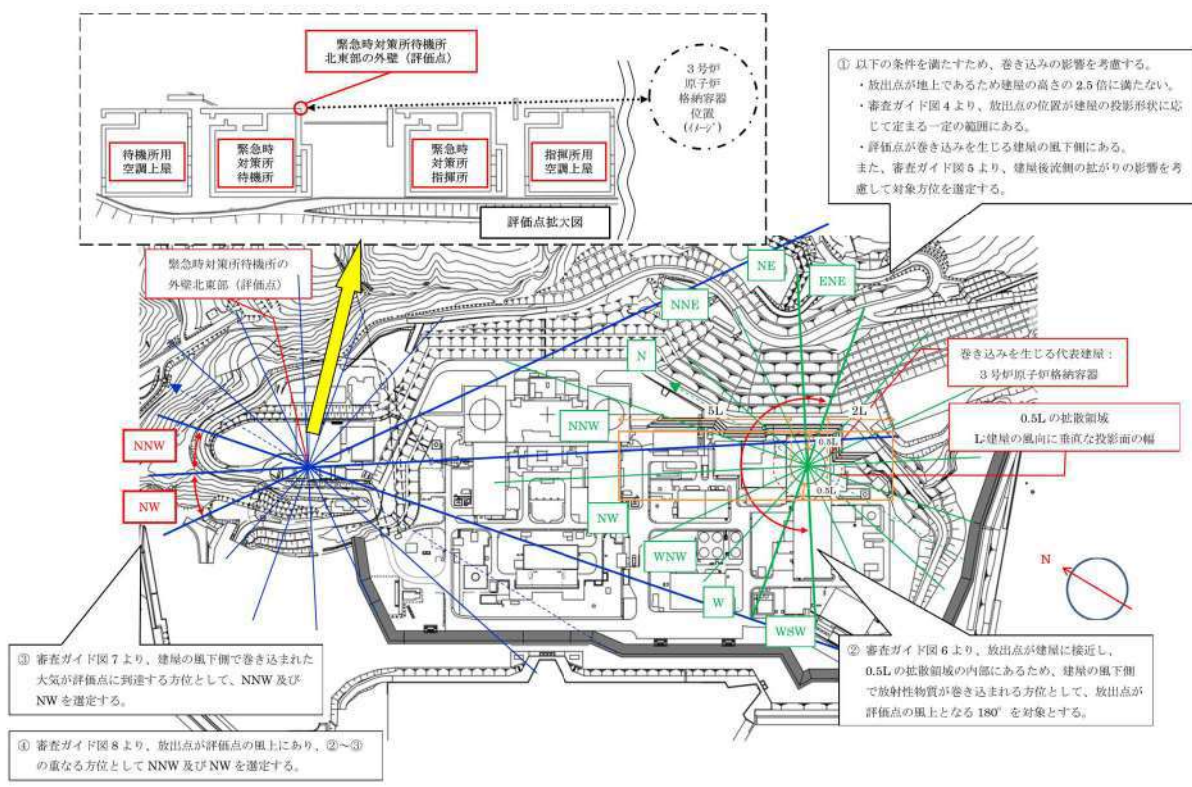 緊急時対策所待機所
北東部の外壁（評価点）
3号炉
原子炉
格納容器
位置
(ｲﾒｰｼﾞ)
待機所用
空調上屋
緊急時
対策所
待機所
緊急時
対策所
指揮所
指揮所用
空調上屋
評価点拡大図
① 以下の条件を満たすため、巻き込みの影響を考慮する。
・放出点が地上であるため建屋の高さの 2.5 倍に満たない。
・審査ガイド図 4 より、放出点の位置が建屋の投影形状に応
じて定まる一定の範囲にある。
・評価点が巻き込みを生じる建屋の風下側にある。
また、審査ガイド図 5 より、建屋後流側の拡がりの影響を考
慮して対象方位を選定する。
緊急時対策所待機所の
外壁北東部（評価点）
NE
ENE
NNE
N
NNW
NW
WNW
W
WSW
5L
2L
0.5L
0.5L
巻き込みを生じる代表建屋：
3号炉原子炉格納容器
0.5L の拡散領域
L:建屋の風向に垂直な投影面の幅
NNW
NW
N
③ 審査ガイド図 7 より、建屋の風下側で巻き込まれた
大気が評価点に到達する方位として、NNW 及び
NW を選定する。
② 審査ガイド図 6 より、放出点が建屋に接近し、
0.5L の拡散領域の内部にあるため、建屋の風下側
で放射性物質が巻き込まれる方位として、放出点が
評価点の風上となる 180° を対象とする。
④ 審査ガイド図 8 より、放出点が評価点の風上にあり、②～③
の重なる方位として NNW 及び NW を選定する。